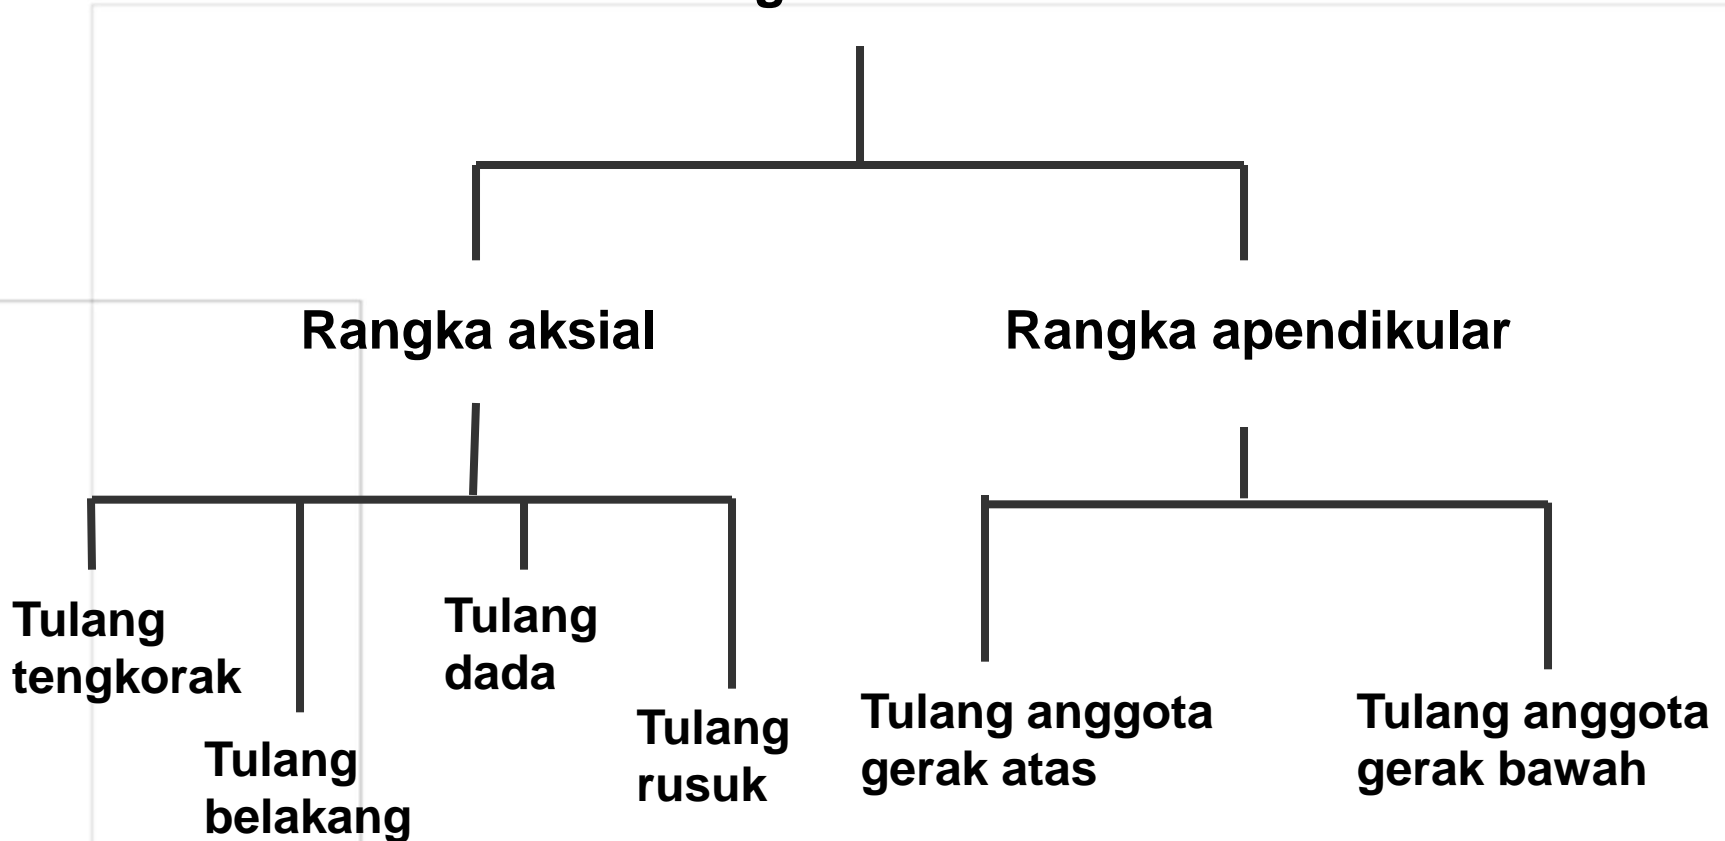 Rangka aksial
Rangka apendikular
Tulang
tengkorak
Tulang
belakang
Tulang
dada
Tulang
rusuk
Tulang anggota
gerak atas
Tulang anggota
gerak bawah